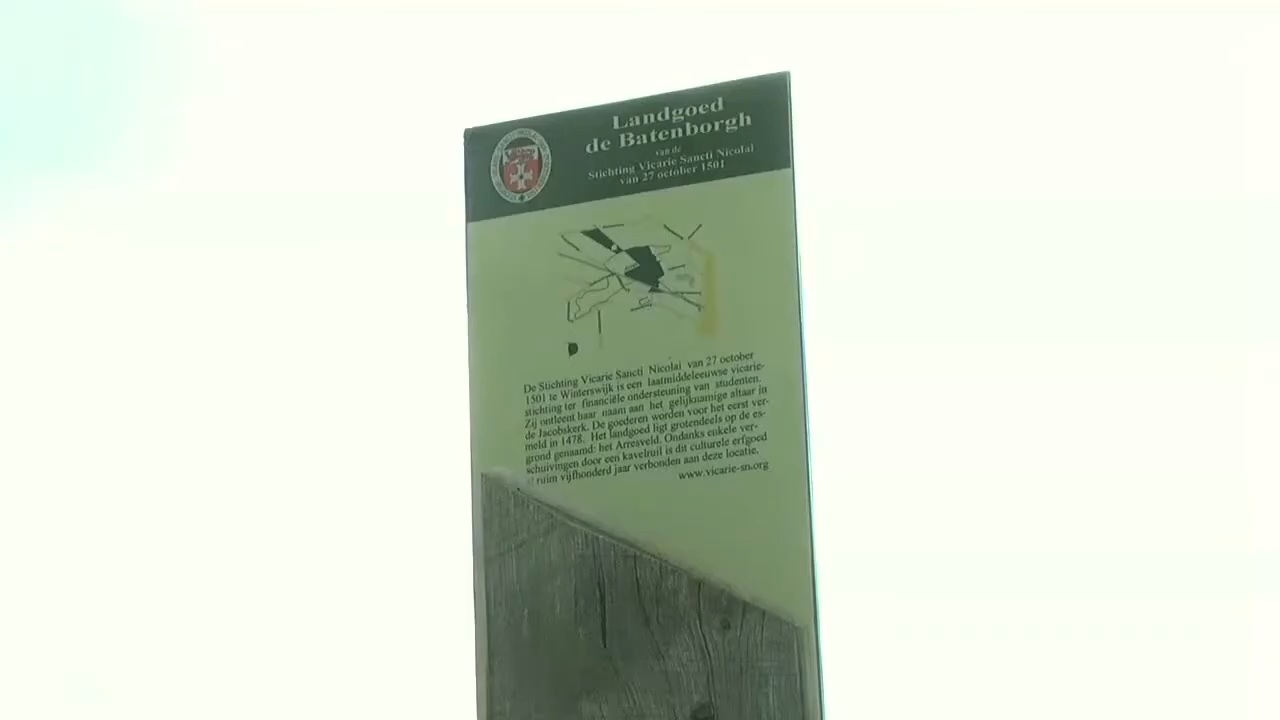 Landgoed
de Batenborgh
van de
Stichting Vicarie Sancti Nicolai
van 27 october 1501
De Stichting Vicarie Sancti Nicolai van 27 october
1501 te Winterswijk is een laatmiddeleeuwse vicarie-
stichting ter financiële ondersteuning van studenten.
Zij ontleent haar naam aan het gelijknamige altaar in
de Jacobskerk. De goederen worden voor het eerst ver-
meld in 1478. Het landgoed ligt grotendeels op de es-
grond genaamd: het Arresveld. Ondanks enkele ver-
schuivingen door een kavelruil is dit culturele erfgoed
al ruim vijfhonderd jaar verbonden aan deze locatie.
www.vicarie-sn.org